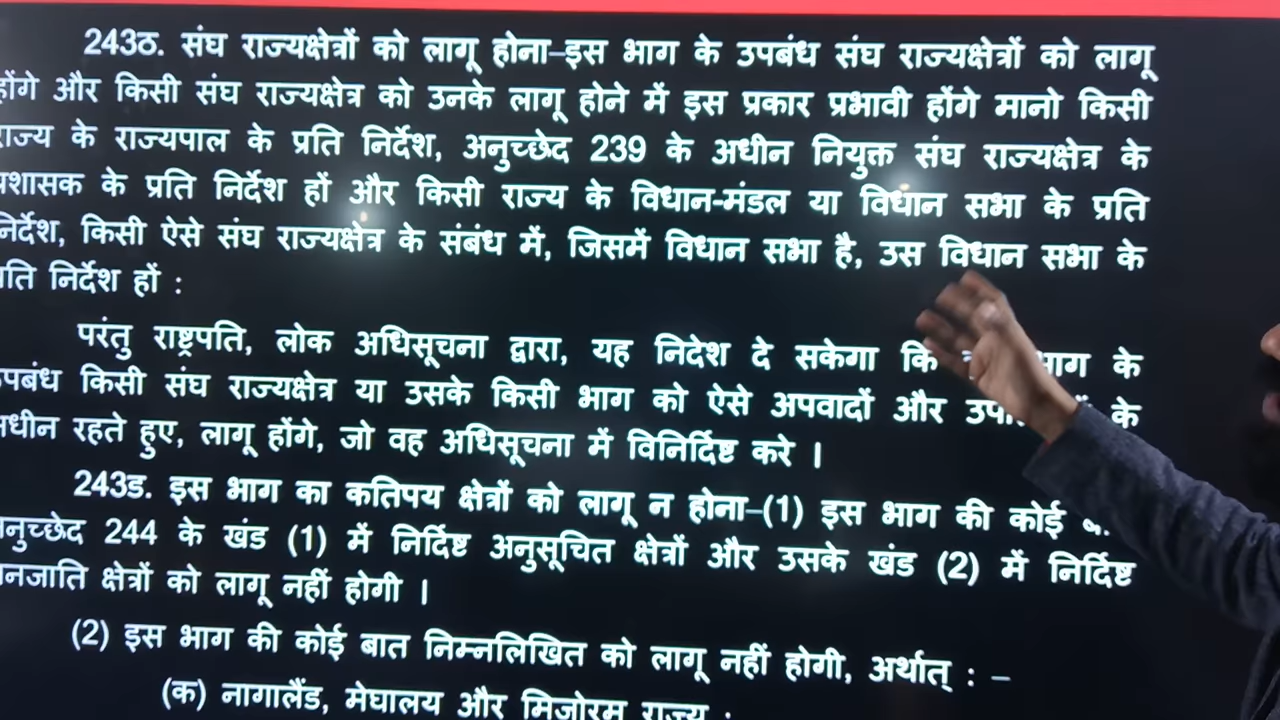 243ठ. संघ राज्यक्षेत्रों को लागू होना–इस भाग के उपबंध संघ राज्यक्षेत्रों को लागू
होंगे और किसी संघ राज्यक्षेत्र को उनके लागू होने में इस प्रकार प्रभावी होंगे मानो किसी
राज्य के राज्यपाल के प्रति निर्देश, अनुच्छेद 239 के अधीन नियुक्त संघ राज्यक्षेत्र के
प्रशासक के प्रति निर्देश हों और किसी राज्य के विधान-मंडल या विधान सभा के प्रति
निर्देश, किसी ऐसे संघ राज्यक्षेत्र के संबंध में, जिसमें विधान सभा है, उस विधान सभा के
प्रति निर्देश हों :
परंतु राष्ट्रपति, लोक अधिसूचना द्वारा, यह निदेश दे सकेगा कि भाग के
उपबंध किसी संघ राज्यक्षेत्र या उसके किसी भाग को ऐसे अपवादों और के
अधीन रहते हुए, लागू होंगे, जो वह अधिसूचना में विनिर्दिष्ट करे ।
243ड. इस भाग का कतिपय क्षेत्रों को लागू न होना–(1) इस भाग की कोई
अनुच्छेद 244 के खंड (1) में निर्दिष्ट अनुसूचित क्षेत्रों और उसके खंड (2) में निर्दिष्ट
जनजाति क्षेत्रों को लागू नहीं होगी ।
(2) इस भाग की कोई बात निम्नलिखित को लागू नहीं होगी, अर्थात् : –
(क) नागालैंड, मेघालय और मिजोरम राज्य ;